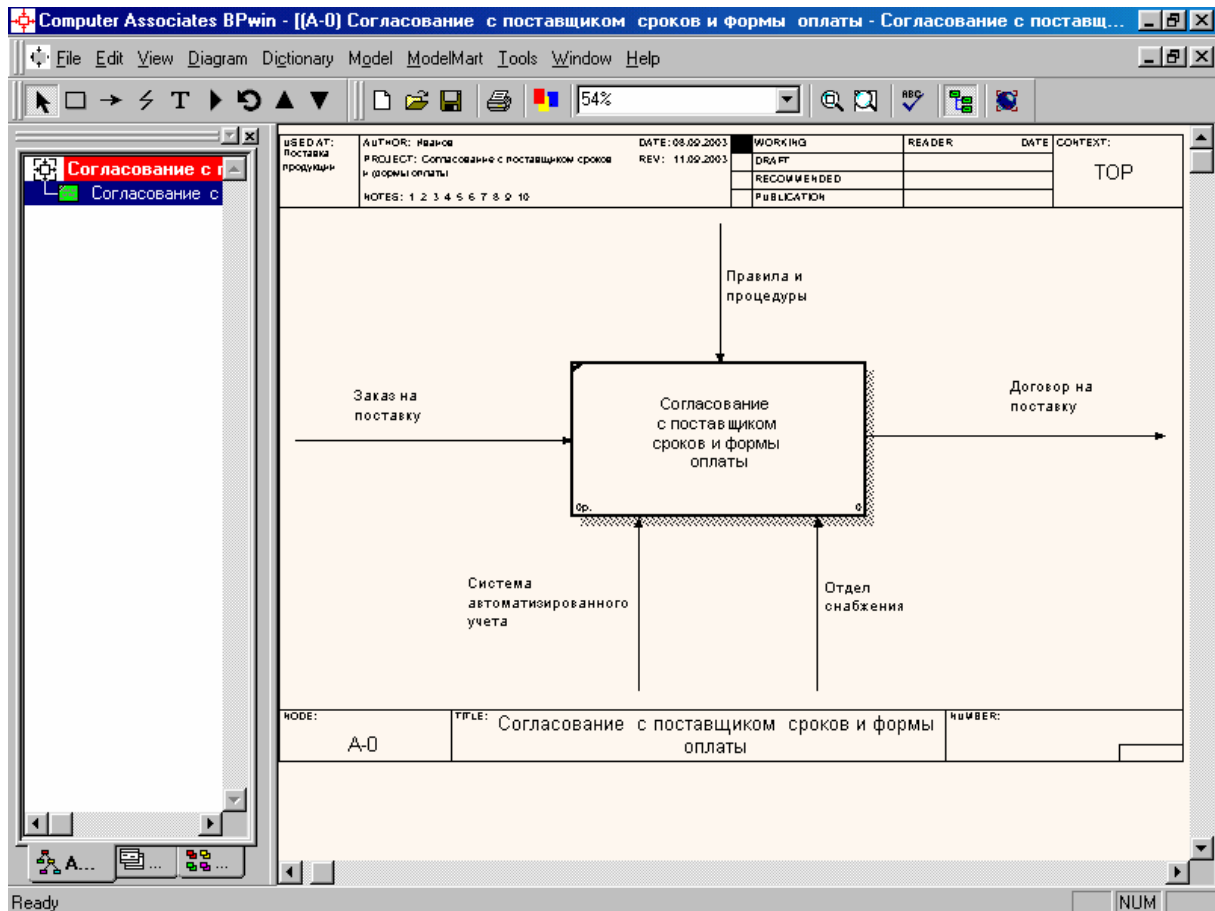 Computer Associates BPwin - [(A-0) Согласование с поставщиком сроков и формы оплаты - Согласование с поставщ...
File Edit View Diagram Dictionary Model ModelMart Tools Window Help
T 54% ABC
Согласование с г
Согласование с
USED AT:
Поставка
продукции
AUTHOR: Иванов
PROJECT: Согласование с поставщиком сроков
и формы оплаты
NOTES: 1 2 3 4 5 6 7 8 9 10
DATE: 08.09.2003
REV: 11.09.2003
WORKING
DRAFT
RECOMMENDED
PUBLICATION
READER DATE
CONTEXT:
TOP
Правила и
процедуры
Заказ на
поставку
Согласование
с поставщиком
сроков и формы
оплаты
0р. 0
Договор на
поставку
Система
автоматизированного
учета
Отдел
снабжения
NODE:
A-0
TITLE: Согласование с поставщиком сроков и формы
оплаты
NUMBER:
A... ... ...
Ready NUM